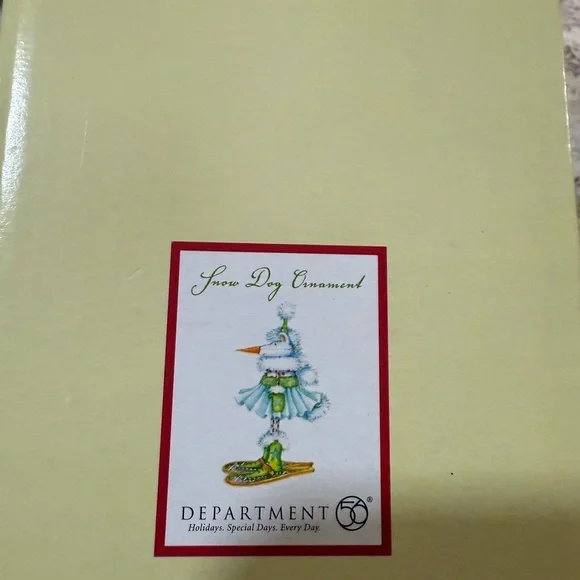 Snow Dog Ornament
DEPARTMENT 56®
Holidays. Special Days. Every Day.